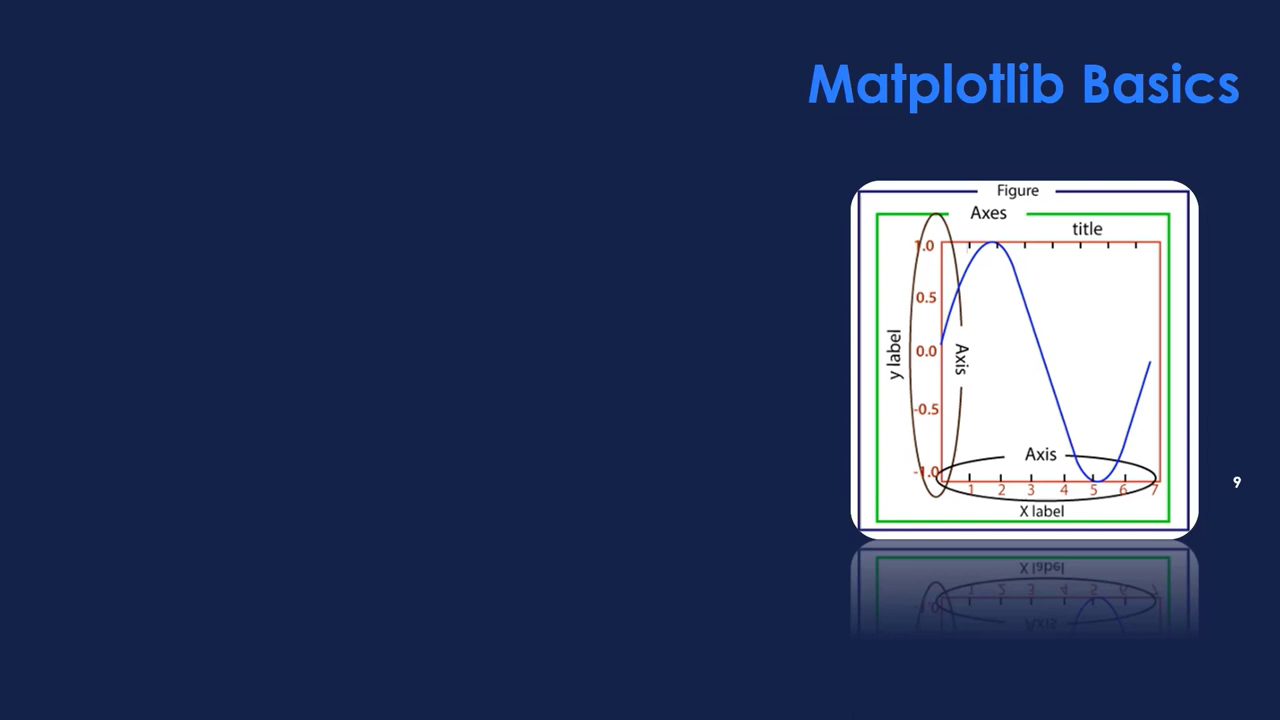 Matplotlib Basics
Figure
Axes
title
1.0
0.5
0.0
-0.5
-1.0
y label
Axis
Axis
1 2 3 4 5 6 7
X label
9